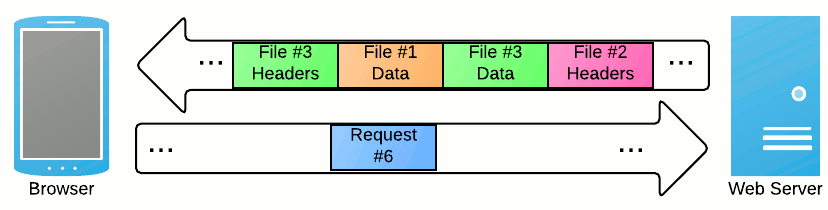 ... File #3 File #1 File #3 File #2 ...
Headers Data Data Headers
... Request ...
#6
Browser Web Server